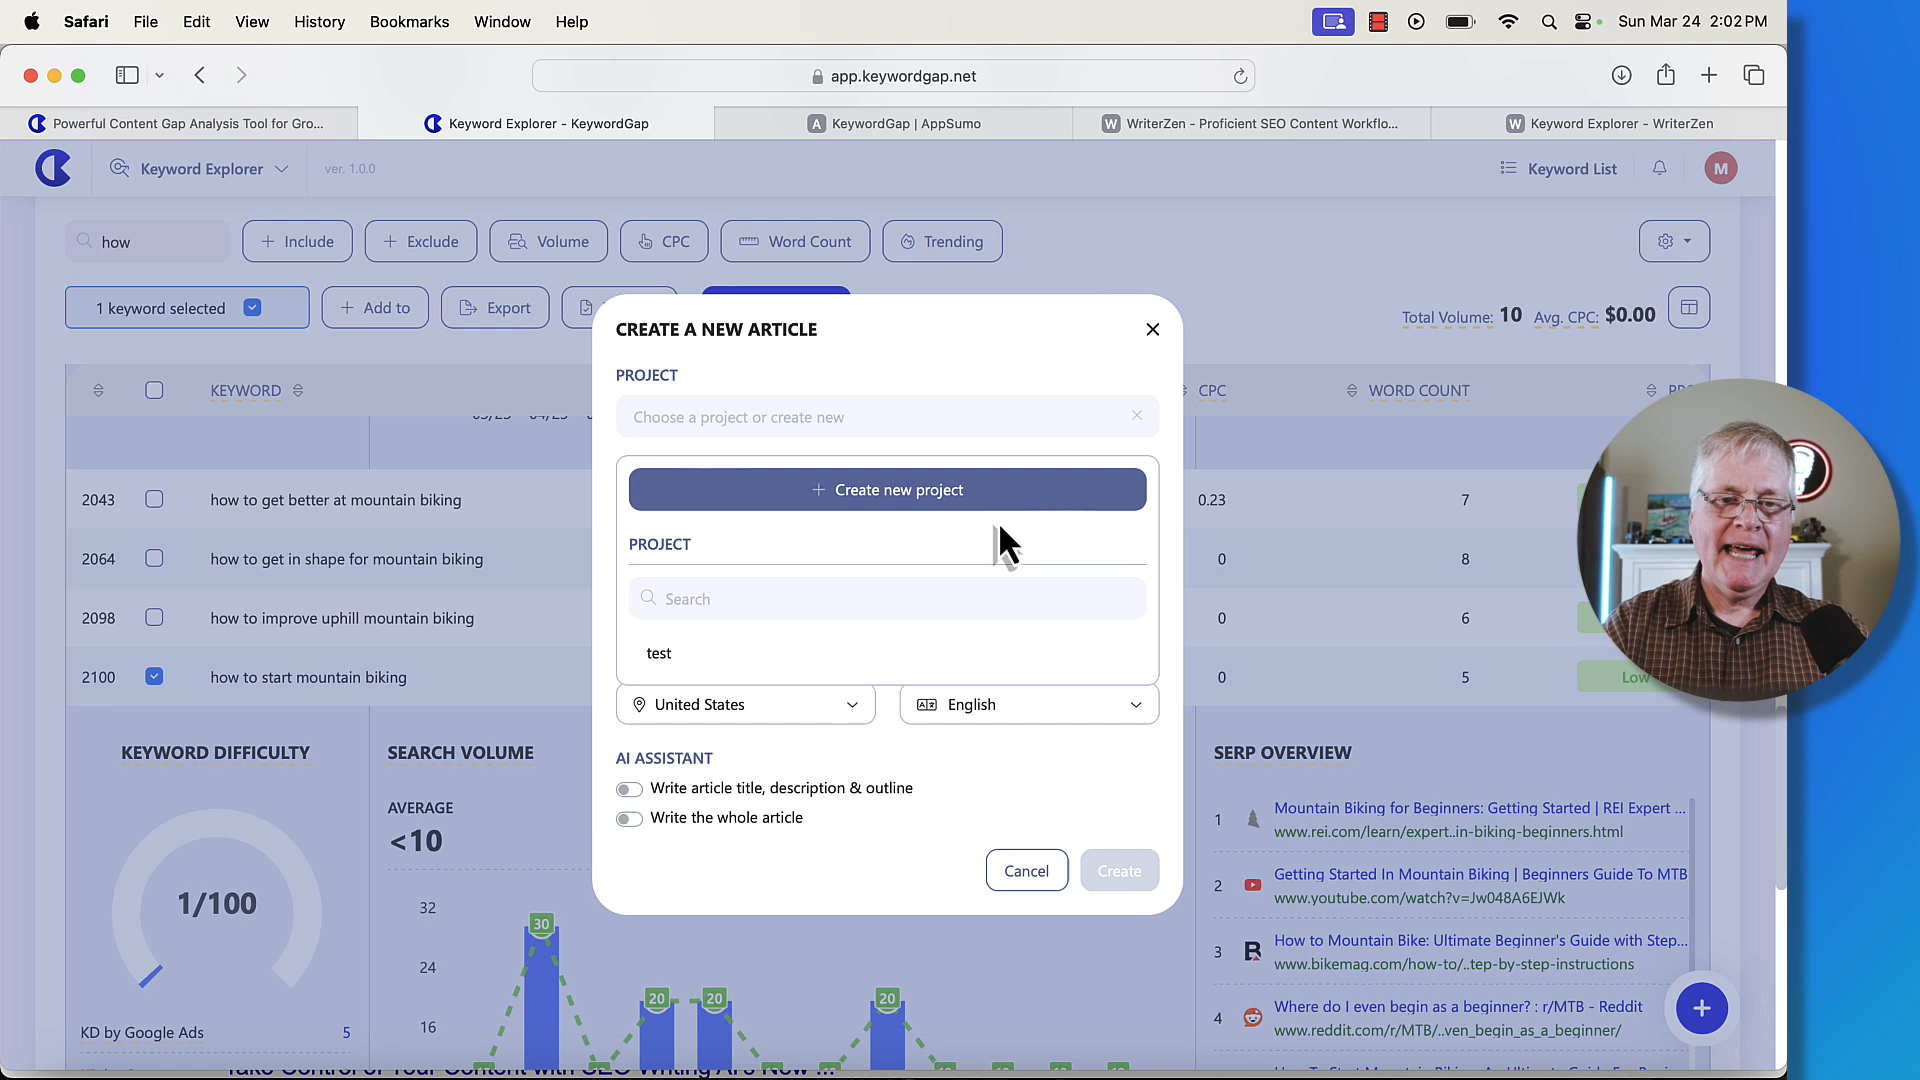 Safari File Edit View History Bookmarks Window Help Sun Mar 24 2:02 PM
app.keywordgap.net
Powerful Content Gap Analysis Tool for Gro... Keyword Explorer - KeywordGap A KeywordGap | AppSumo W WriterZen - Proficient SEO Content Workflo... W Keyword Explorer - WriterZen
Keyword Explorer ver. 1.0.0 Keyword List M
how + Include + Exclude Volume CPC Word Count Trending
1 keyword selected + Add to Export Total Volume: 10 Avg. CPC: $0.00
CREATE A NEW ARTICLE
PROJECT
Choose a project or create new
+ Create new project
PROJECT
Search
test
United States English
AI ASSISTANT
Write article title, description & outline
Write the whole article
Cancel Create
KEYWORD CPC WORD COUNT
2043 how to get better at mountain biking 0.23 7
2064 how to get in shape for mountain biking 0 8
2098 how to improve uphill mountain biking 0 6
2100 how to start mountain biking 0 5 Low
KEYWORD DIFFICULTY
1/100
KD by Google Ads 5
SEARCH VOLUME
AVERAGE
<10
32
24
16
30
20
20
20
SERP OVERVIEW
1 Mountain Biking for Beginners: Getting Started | REI Expert ...
www.rei.com/learn/expert..in-biking-beginners.html
2 Getting Started In Mountain Biking | Beginners Guide To MTB
www.youtube.com/watch?v=Jw048A6EJWk
3 How to Mountain Bike: Ultimate Beginner's Guide with Step...
www.bikemag.com/how-to/..tep-by-step-instructions
4 Where do I even begin as a beginner? : r/MTB - Reddit
www.reddit.com/r/MTB/..ven_begin_as_a_beginner/
+